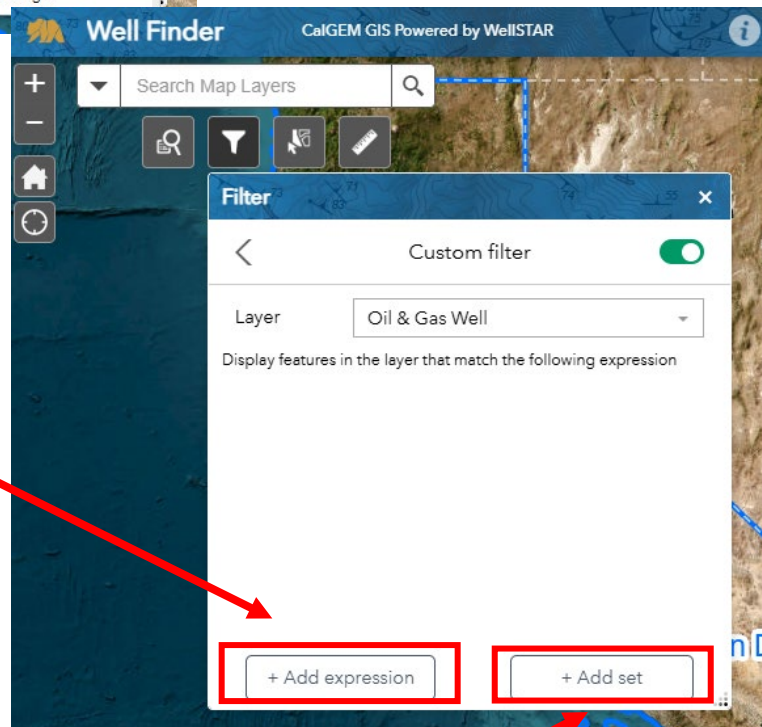 Well Finder
CalGEM GIS Powered by WellSTAR
i
+
Search Map Layers
−
Filter
×
Custom filter
Layer
Oil & Gas Well
Display features in the layer that match the following expression
+ Add expression
+ Add set